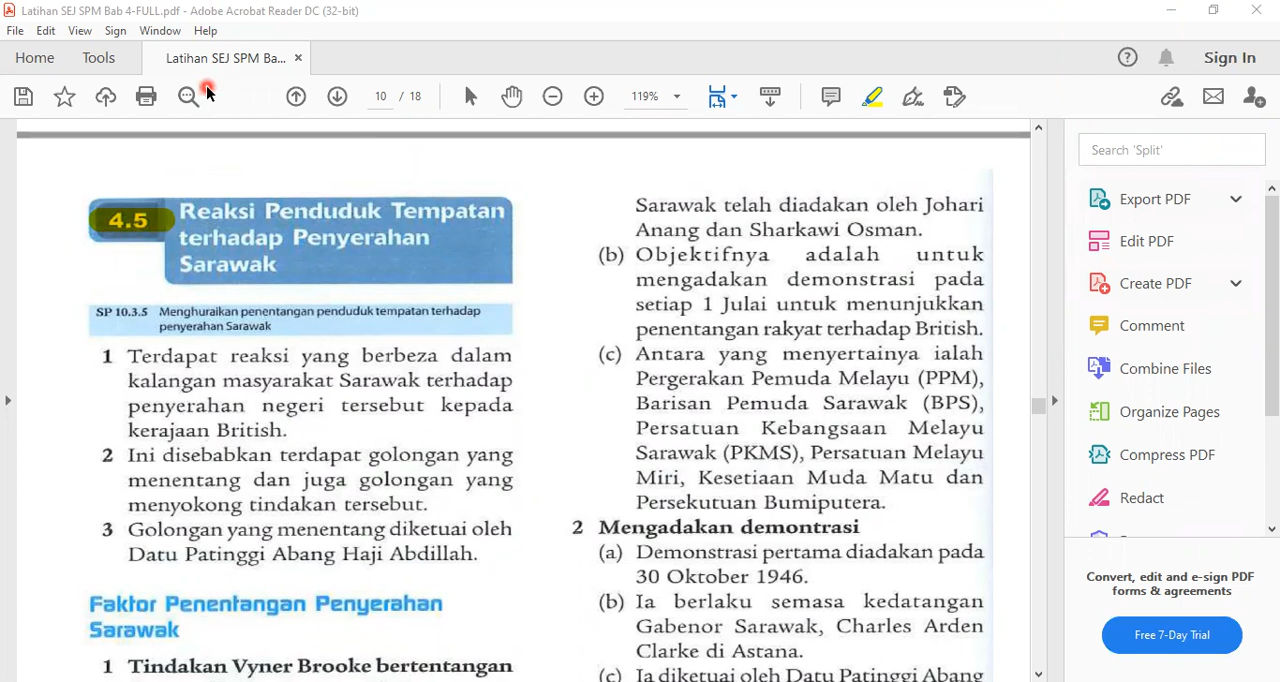 Latihan SEJ SPM Bab 4-FULL.pdf - Adobe Acrobat Reader DC (32-bit)
File Edit View Sign Window Help
Home Tools Latihan SEJ SPM Ba... × Sign In
10 / 18 119%
4.5 Reaksi Penduduk Tempatan
terhadap Penyerahan
Sarawak
SP 10.3.5 Menghuraikan penentangan penduduk tempatan terhadap
penyerahan Sarawak
1 Terdapat reaksi yang berbeza dalam
kalangan masyarakat Sarawak terhadap
penyerahan negeri tersebut kepada
kerajaan British.
2 Ini disebabkan terdapat golongan yang
menentang dan juga golongan yang
menyokong tindakan tersebut.
3 Golongan yang menentang diketuai oleh
Datu Patinggi Abang Haji Abdillah.
Faktor Penentangan Penyerahan
Sarawak
1 Tindakan Vyner Brooke bertentangan
Sarawak telah diadakan oleh Johari
Anang dan Sharkawi Osman.
(b) Objektifnya adalah untuk
mengadakan demonstrasi pada
setiap 1 Julai untuk menunjukkan
penentangan rakyat terhadap British.
(c) Antara yang menyertainya ialah
Pergerakan Pemuda Melayu (PPM),
Barisan Pemuda Sarawak (BPS),
Persatuan Kebangsaan Melayu
Sarawak (PKMS), Persatuan Melayu
Miri, Kesetiaan Muda Matu dan
Persekutuan Bumiputera.
2 Mengadakan demontrasi
(a) Demonstrasi pertama diadakan pada
30 Oktober 1946.
(b) Ia berlaku semasa kedatangan
Gabenor Sarawak, Charles Arden
Clarke di Astana.
(c) Ia diketuai oleh Datu Patinggi Abang
Search 'Split'
Export PDF
Edit PDF
Create PDF
Comment
Combine Files
Organize Pages
Compress PDF
Redact
Convert, edit and e-sign PDF
forms & agreements
Free 7-Day Trial